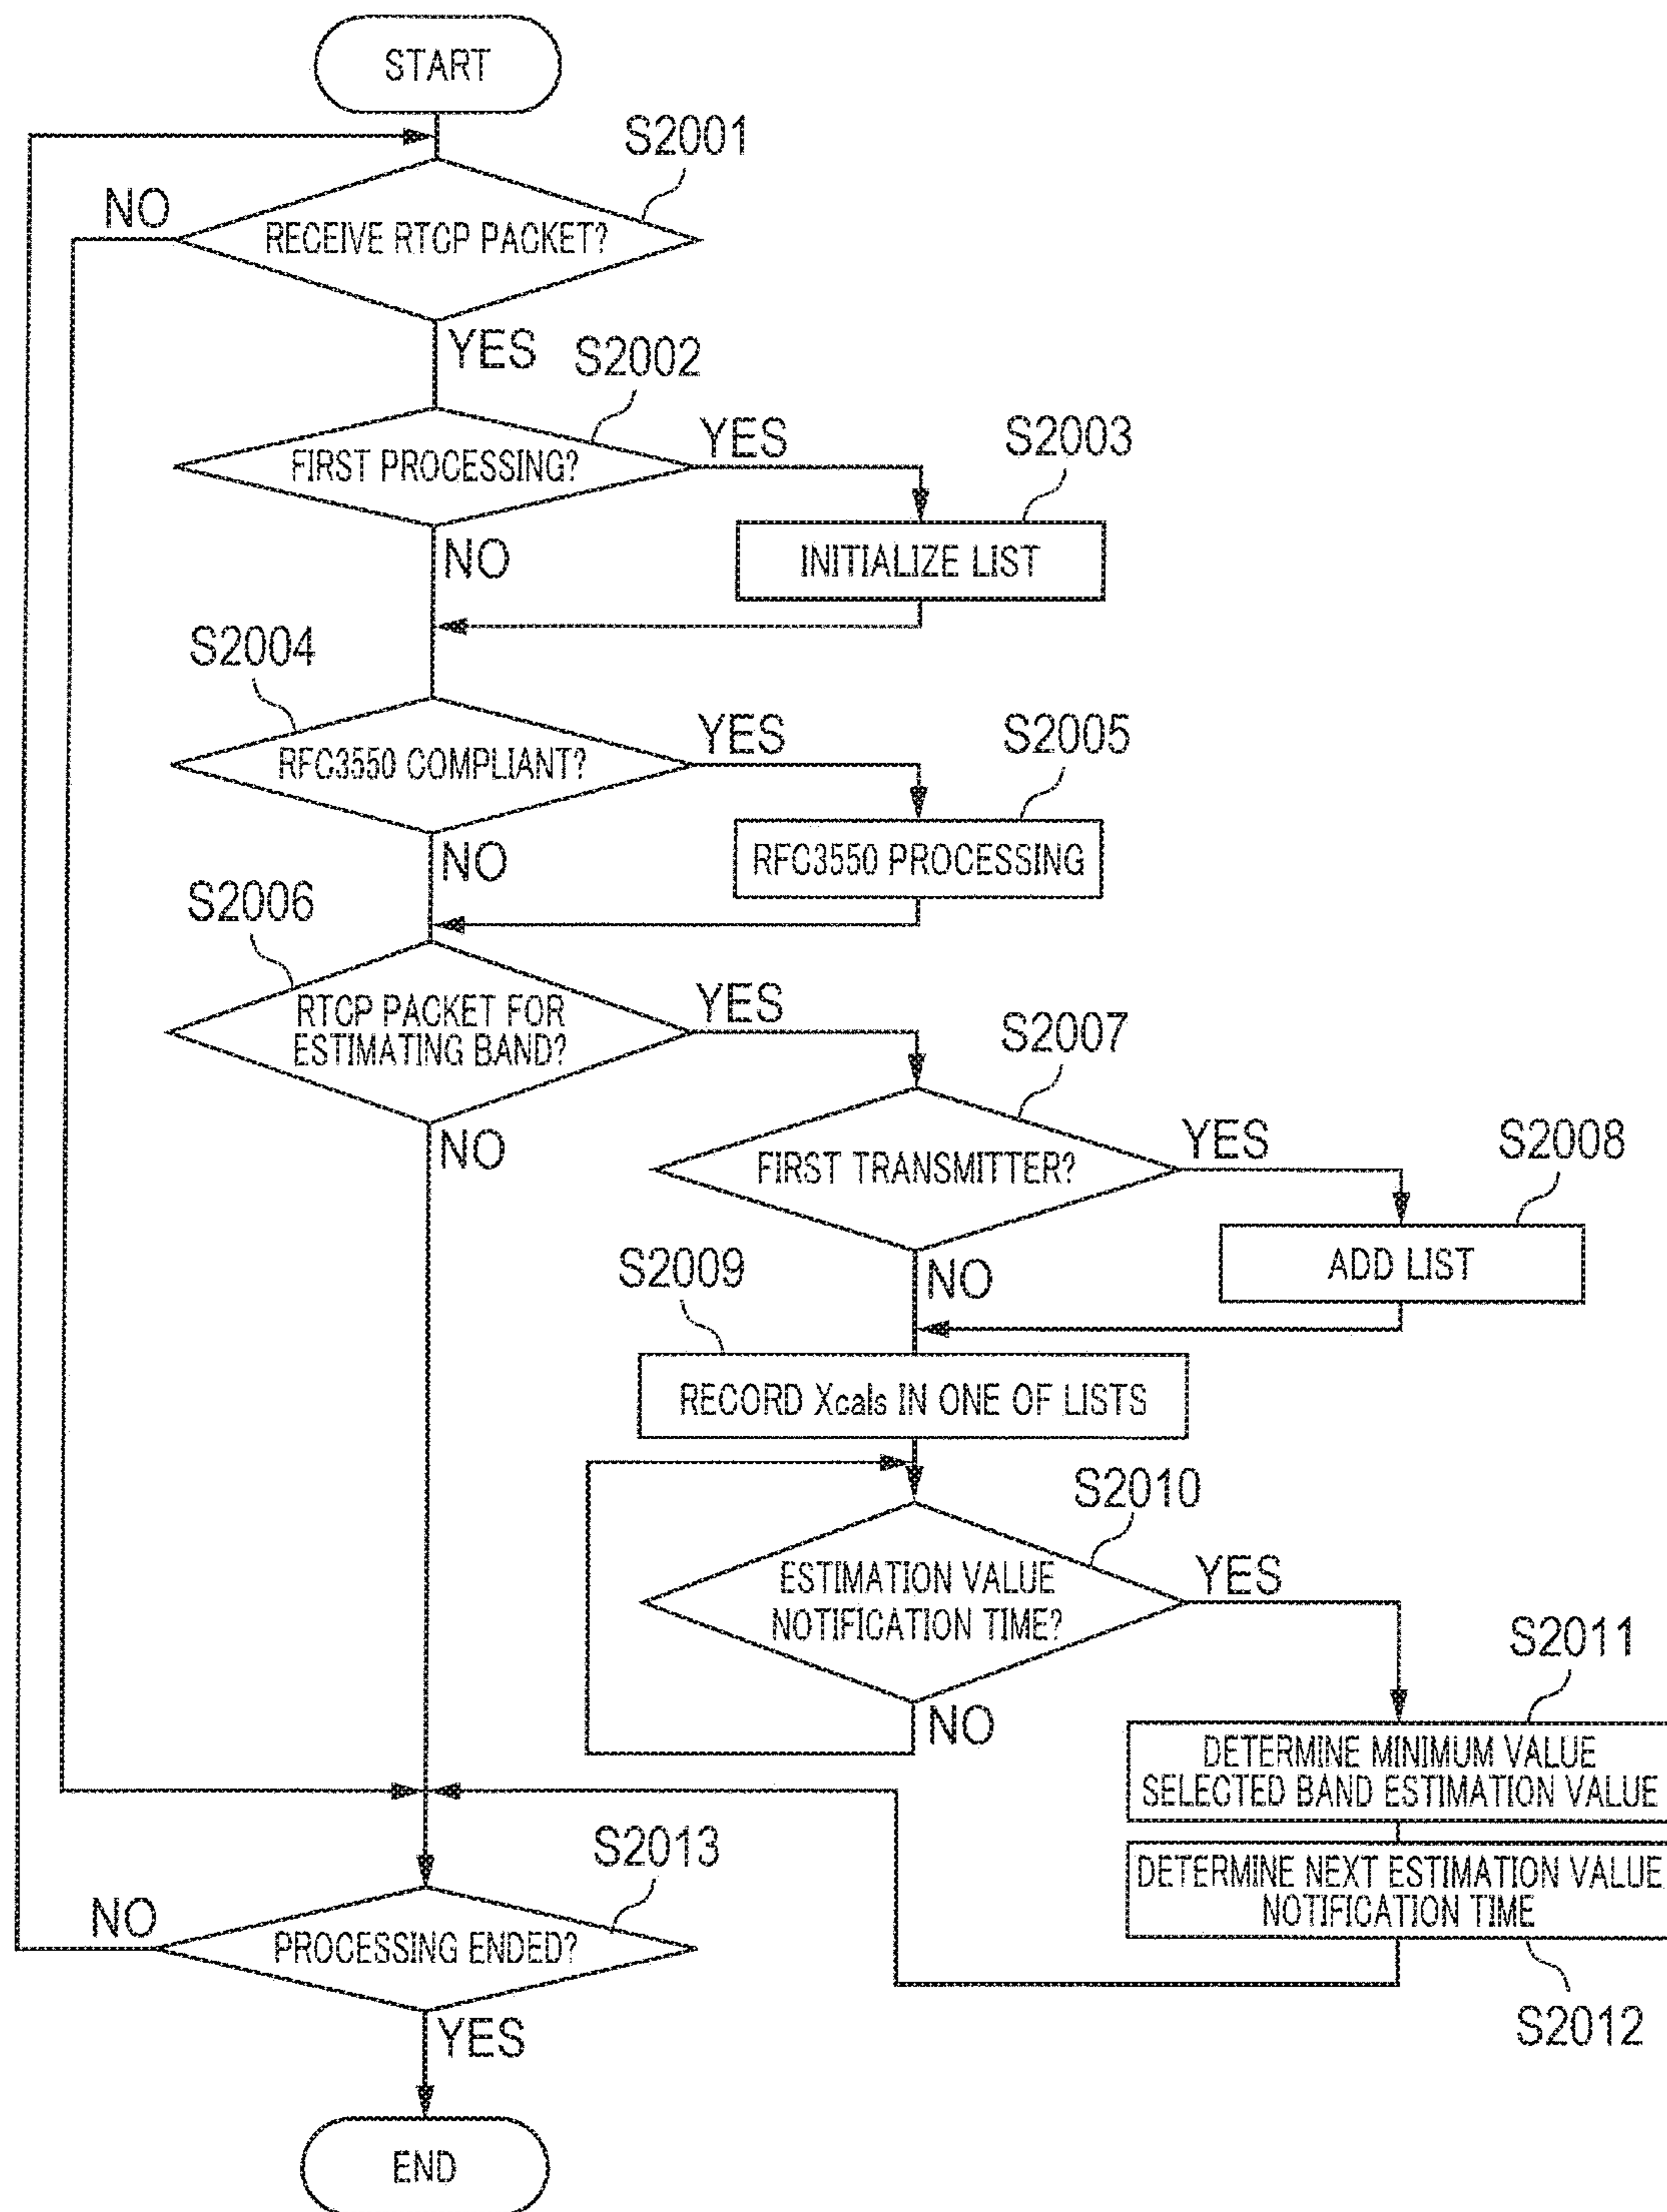 START
S2001
NO
RECEIVE RTCP PACKET?
YES
S2002
YES
S2003
FIRST PROCESSING?
INITIALIZE LIST
NO
S2004
YES
S2005
RFC3550 COMPLIANT?
RFC3550 PROCESSING
NO
S2006
YES
RTCP PACKET FOR
ESTIMATING BAND?
S2007
NO
YES
S2008
FIRST TRANSMITTER?
ADD LIST
NO
S2009
RECORD Xcals IN ONE OF LISTS
S2010
ESTIMATION VALUE
NOTIFICATION TIME?
YES
S2011
NO
DETERMINE MINIMUM VALUE
SELECTED BAND ESTIMATION VALUE
DETERMINE NEXT ESTIMATION VALUE
NOTIFICATION TIME
S2012
S2013
NO
PROCESSING ENDED?
YES
END